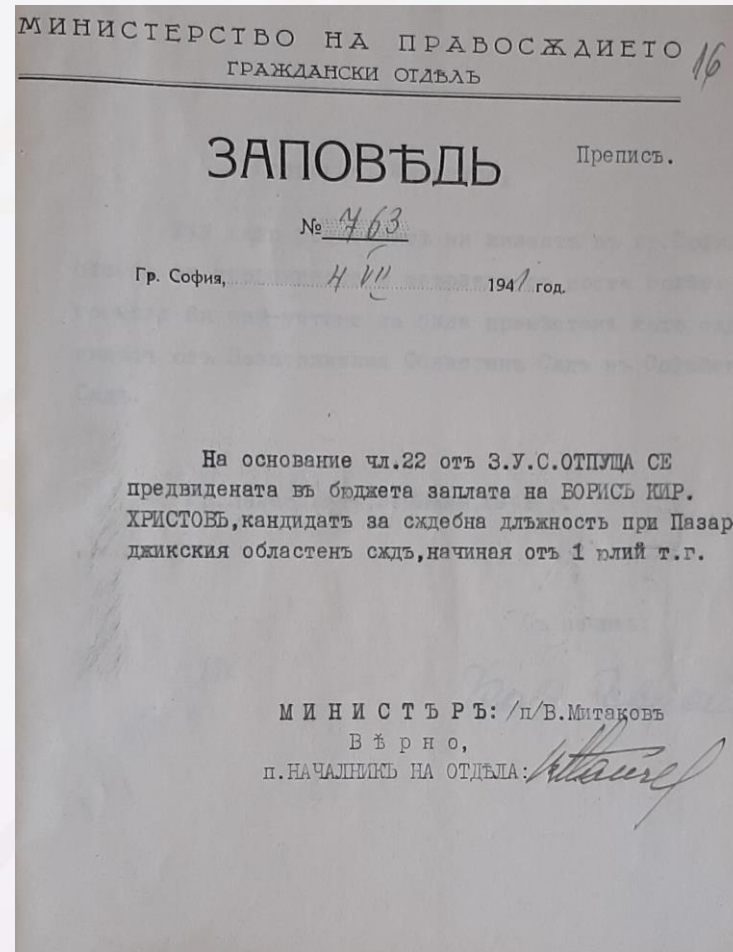 МИНИСТЕРСТВО НА ПРАВОСѪДИЕТО
16
ГРАЖДАНСКИ ОТДѢЛЪ
ЗАПОВѢДЬ
Преписъ.
№ 763
Гр. София, 4 VII 1941 год.
На основание чл.22 отъ З.У.С.ОТПУЩА СЕ
предвидената въ бюджета заплата на БОРИСЪ КИР.
ХРИСТОВЪ,кандидатъ за сѫдебна длъжность при Пазар-
джикския областенъ сѫдъ,начиная отъ 1 юлий т.г.
МИНИСТЪРЪ: /п/В.Митаковъ
Вѣрно,
п.НАЧАЛНИКЪ НА ОТДѢЛА: